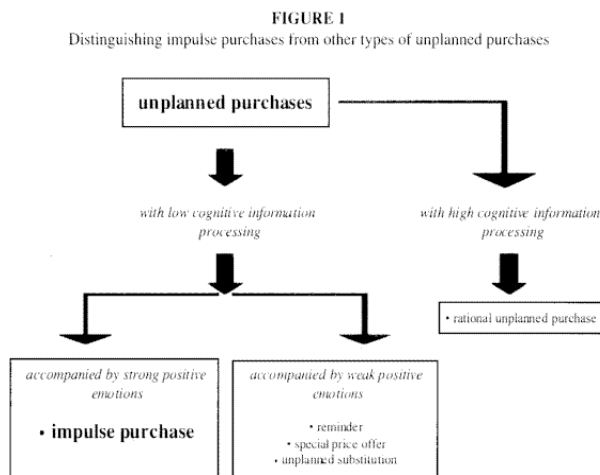 FIGURE 1
Distinguishing impulse purchases from other types of unplanned purchases
unplanned purchases
with low cognitive information
processing
with high cognitive information
processing
• rational unplanned purchase
accompanied by strong positive
emotions
• impulse purchase
accompanied by weak positive
emotions
• reminder
• special price offer
• unplanned substitution